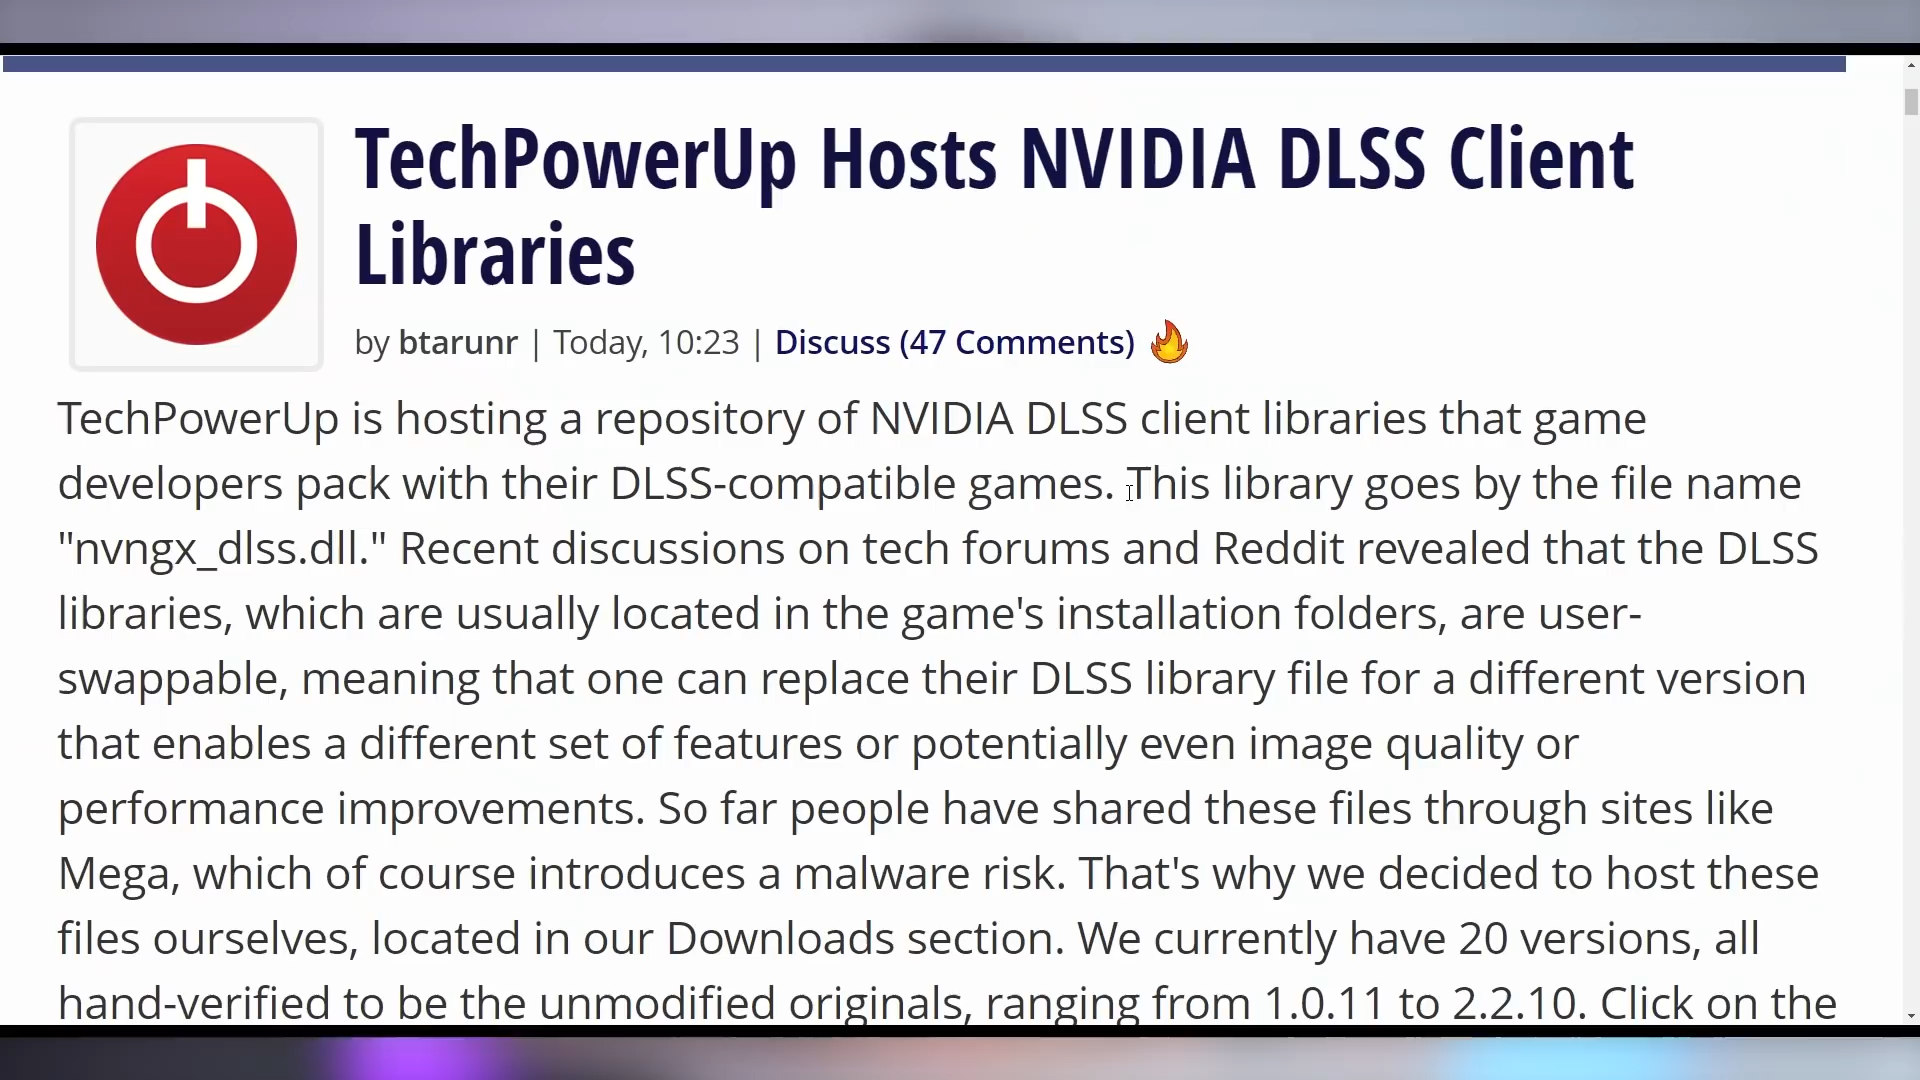 TechPowerUp Hosts NVIDIA DLSS Client
Libraries
by btarunr | Today, 10:23 | Discuss (47 Comments)
TechPowerUp is hosting a repository of NVIDIA DLSS client libraries that game
developers pack with their DLSS-compatible games. This library goes by the file name
"nvngx_dlss.dll." Recent discussions on tech forums and Reddit revealed that the DLSS
libraries, which are usually located in the game's installation folders, are user-
swappable, meaning that one can replace their DLSS library file for a different version
that enables a different set of features or potentially even image quality or
performance improvements. So far people have shared these files through sites like
Mega, which of course introduces a malware risk. That's why we decided to host these
files ourselves, located in our Downloads section. We currently have 20 versions, all
hand-verified to be the unmodified originals, ranging from 1.0.11 to 2.2.10. Click on the